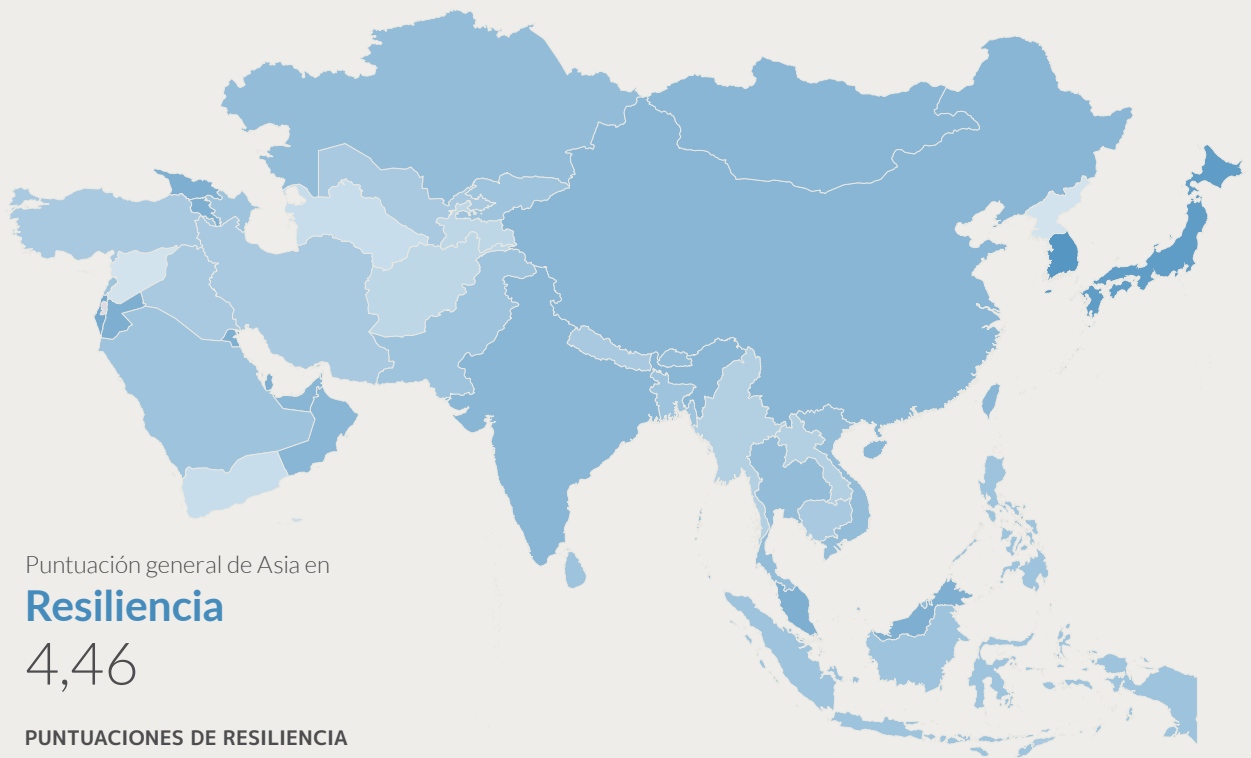 Puntuación general de Asia en
Resiliencia
4,46
PUNTUACIONES DE RESILIENCIA